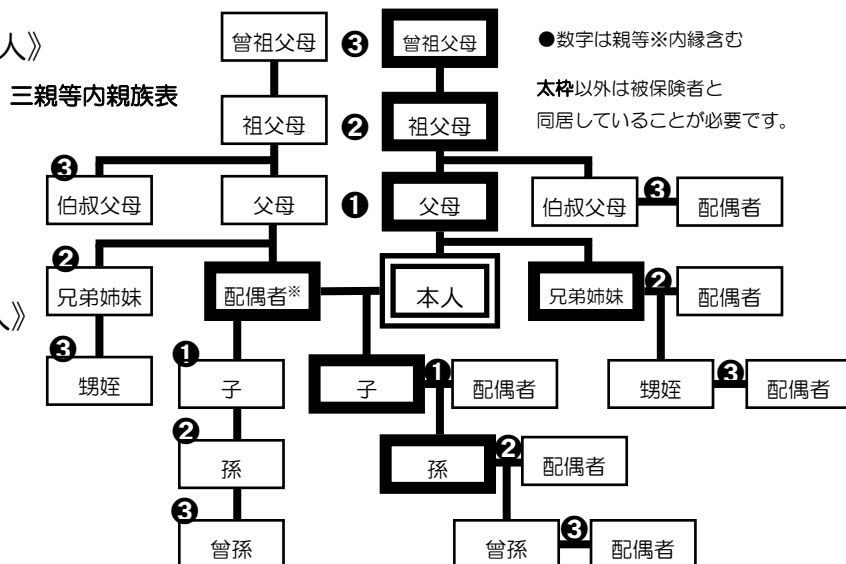 人》
曾祖父母
❸
曾祖父母
●数字は親等※内縁含む
三親等内親族表
太枠以外は被保険者と
同居していることが必要です。
祖父母
❷
祖父母
❸
伯叔父母
父母
❶
父母
伯叔父母
❸
配偶者
❷
兄弟姉妹
配偶者※
本人
兄弟姉妹
❷
配偶者
人》
❸
甥姪
❶
子
子
❶
配偶者
甥姪
❸
配偶者
❷
孫
孫
❷
配偶者
❸
曾孫
曾孫
❸
配偶者